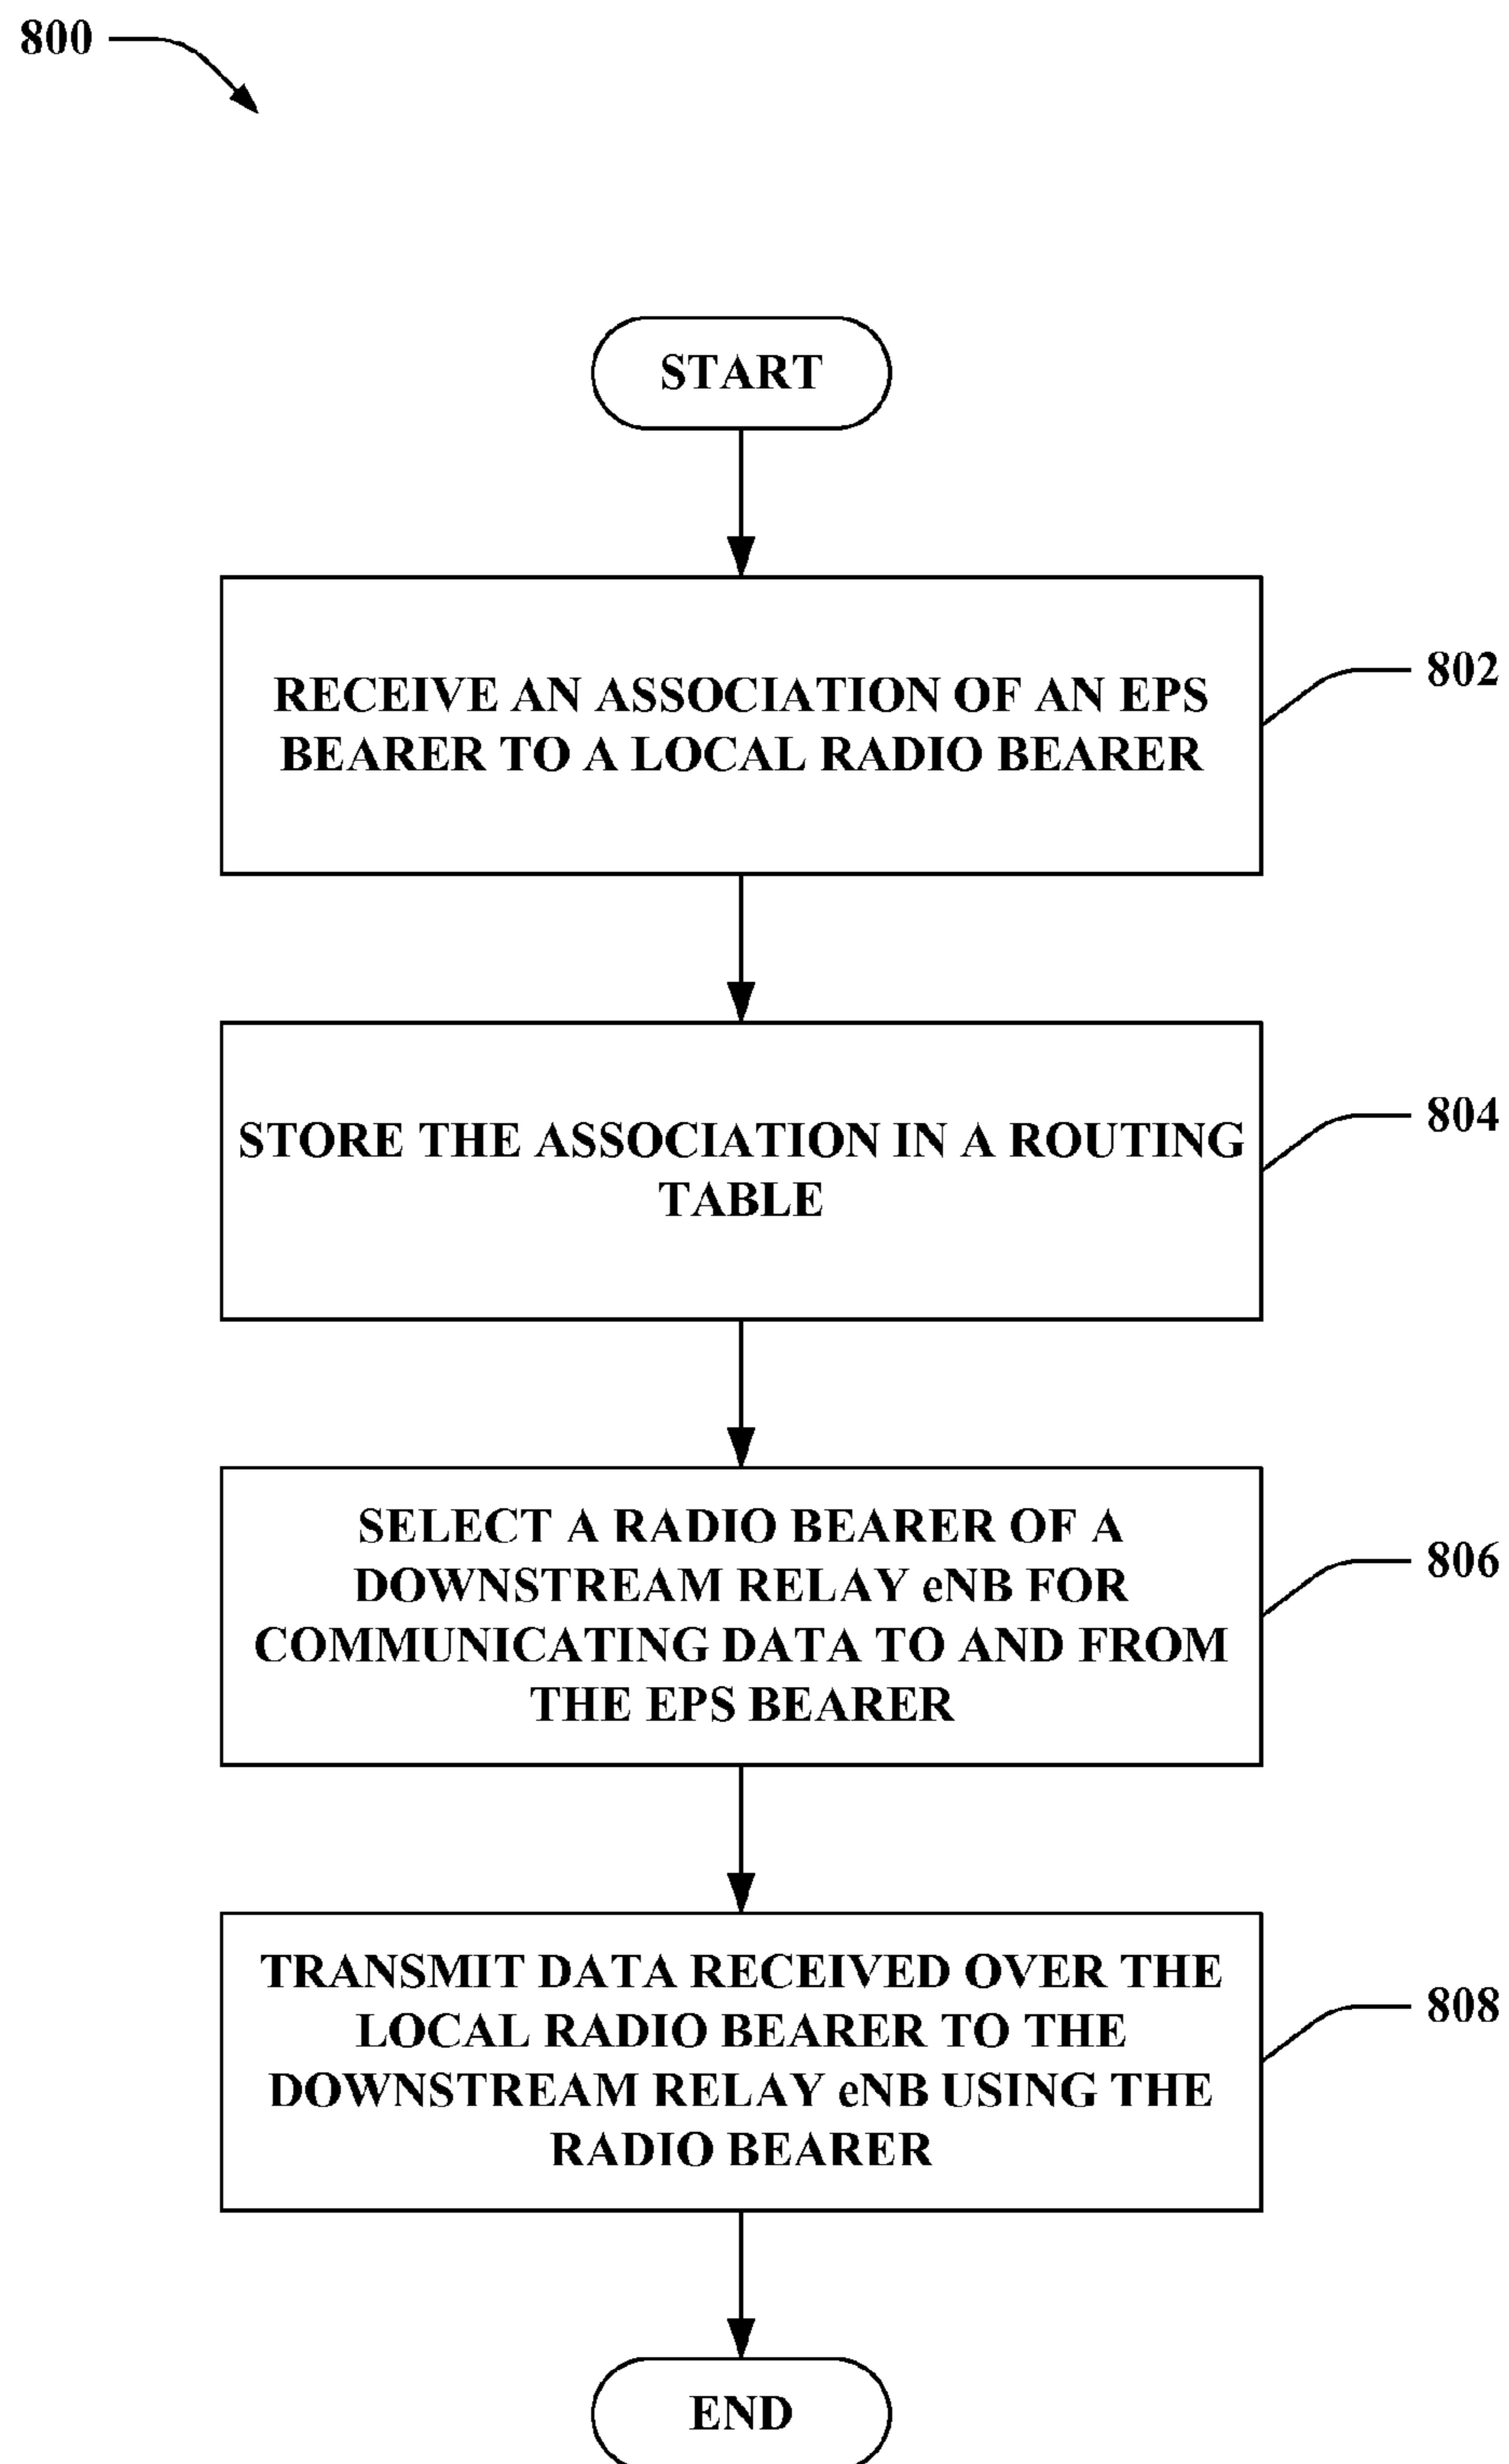 800
START
RECEIVE AN ASSOCIATION OF AN EPS
BEARER TO A LOCAL RADIO BEARER
802
STORE THE ASSOCIATION IN A ROUTING
TABLE
804
SELECT A RADIO BEARER OF A
DOWNSTREAM RELAY eNB FOR
COMMUNICATING DATA TO AND FROM
THE EPS BEARER
806
TRANSMIT DATA RECEIVED OVER THE
LOCAL RADIO BEARER TO THE
DOWNSTREAM RELAY eNB USING THE
RADIO BEARER
808
END